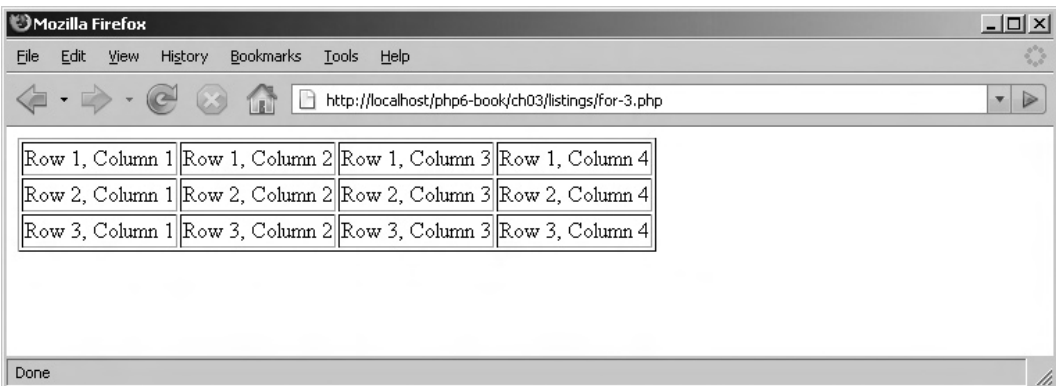 Mozilla Firefox
File Edit View History Bookmarks Tools Help
http://localhost/php6-book/ch03/listings/for-3.php
Row 1, Column 1 Row 1, Column 2 Row 1, Column 3 Row 1, Column 4
Row 2, Column 1 Row 2, Column 2 Row 2, Column 3 Row 2, Column 4
Row 3, Column 1 Row 3, Column 2 Row 3, Column 3 Row 3, Column 4
Done